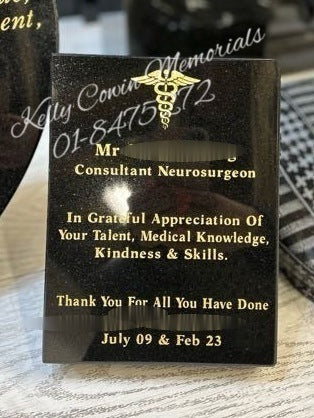 Kelly Cowin Memorials
Mr
Consultant Neurosurgeon
In Grateful Appreciation Of
Your Talent, Medical Knowledge,
Kindness & Skills.
Thank You For All You Have Done
July 09 & Feb 23